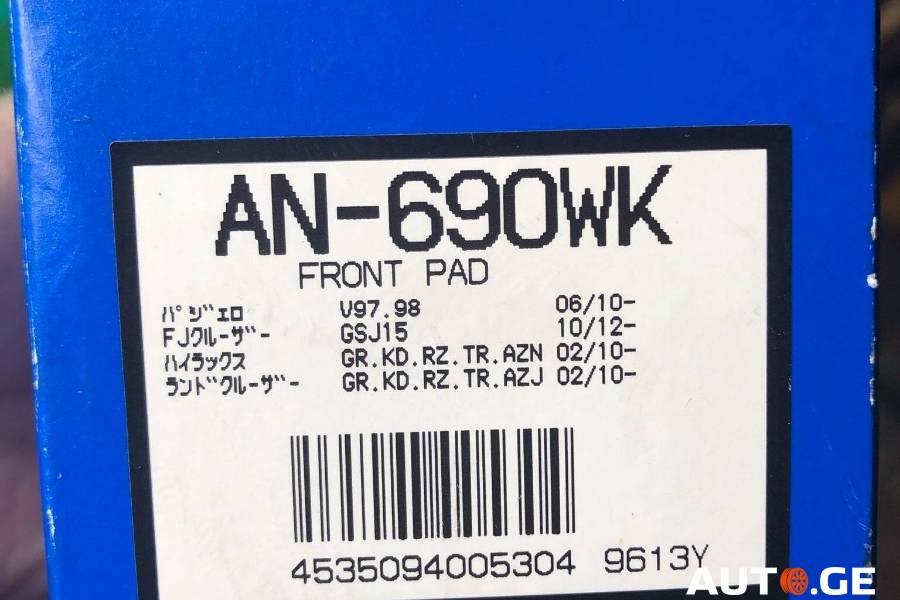 AN-690WK
FRONT PAD
ﾊﾟｼﾞｪﾛ V97.98 06/10-
FJｸﾙｰｻﾞｰ GSJ15 10/12-
ﾊｲﾗｯｸｽ GR.KD.RZ.TR.AZN 02/10-
ﾗﾝﾄﾞｸﾙｰｻﾞｰ GR.KD.RZ.TR.AZJ 02/10-
4535094005304 9613Y
AUTO.GE